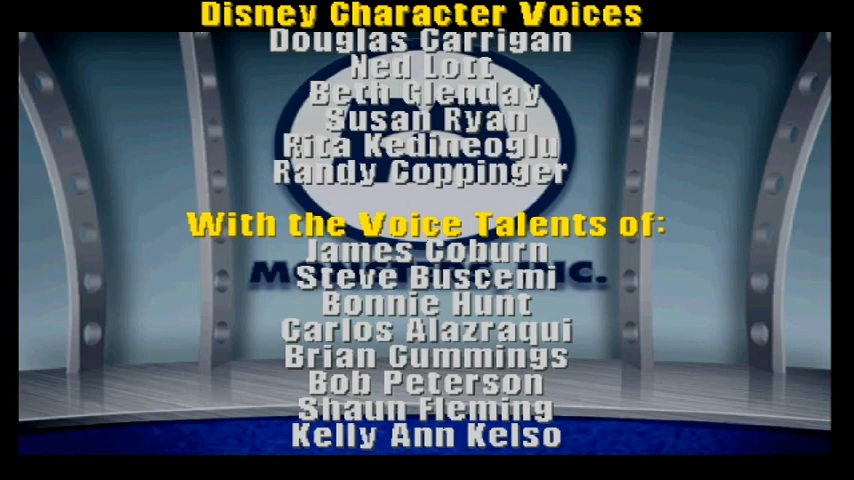 Disney Character Voices
Douglas Carrigan
Ned Lott
Beth Glenday
Susan Ryan
Rita Kedineoglu
Randy Coppinger
With the Voice Talents of:
James Coburn
Steve Buscemi
Bonnie Hunt
Carlos Alazraqui
Brian Cummings
Bob Peterson
Shaun Fleming
Kelly Ann Kelso